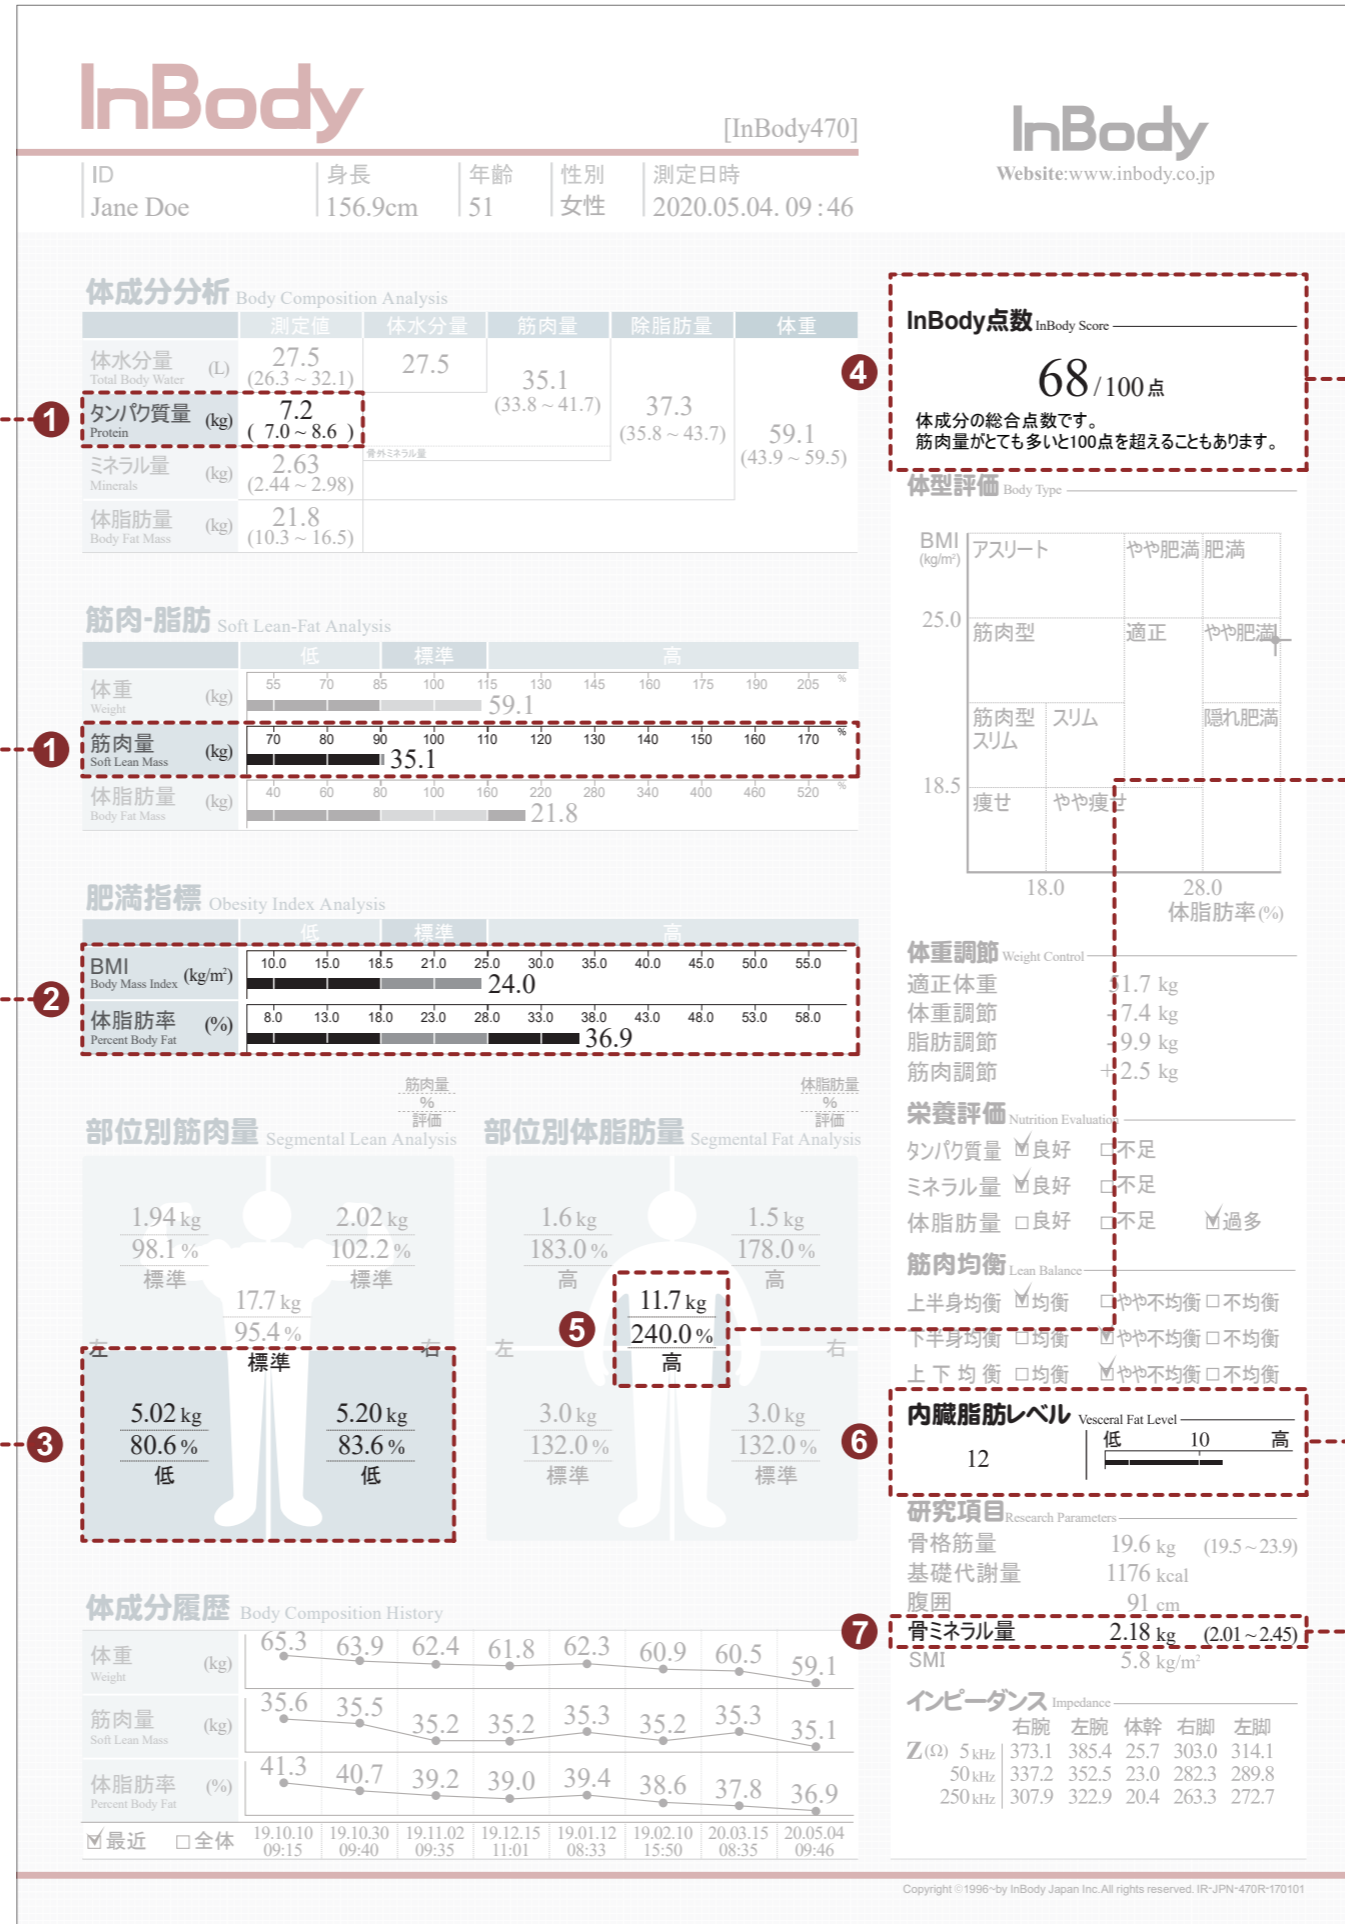 InBody
[InBody470]
InBody
Website:www.inbody.co.jp
ID 身長 年齢 性別 測定日時
Jane Doe 156.9cm 51 女性 2020.05.04. 09:46
体成分分析 Body Composition Analysis
測定値 体水分量 筋肉量 除脂肪量 体重
体水分量 (L) 27.5 27.5
Total Body Water (26.3 ~ 32.1) 35.1
(33.8 ~ 41.7) 37.3
1 タンパク質量 (kg) 7.2 (35.8 ~ 43.7) 59.1
Protein ( 7.0 ~ 8.6 ) (43.9 ~ 59.5)
骨外ミネラル量
ミネラル量 (kg) 2.63
Minerals (2.44 ~ 2.98)
体脂肪量 (kg) 21.8
Body Fat Mass (10.3 ~ 16.5)
筋肉-脂肪 Soft Lean-Fat Analysis
低 標準 高
体重 (kg) 55 70 85 100 115 130 145 160 175 190 205 %
Weight 59.1
1 筋肉量 (kg) 70 80 90 100 110 120 130 140 150 160 170 %
Soft Lean Mass 35.1
体脂肪量 (kg) 40 60 80 100 160 220 280 340 400 460 520 %
Body Fat Mass 21.8
肥満指標 Obesity Index Analysis
低 標準 高
2 BMI (kg/m²) 10.0 15.0 18.5 21.0 25.0 30.0 35.0 40.0 45.0 50.0 55.0
Body Mass Index 24.0
体脂肪率 (%) 8.0 13.0 18.0 23.0 28.0 33.0 38.0 43.0 48.0 53.0 58.0
Percent Body Fat 36.9
筋肉量
%
評価
部位別筋肉量 Segmental Lean Analysis
1.94 kg 2.02 kg
98.1 % 102.2 %
標準 標準
17.7 kg
95.4 %
標準
左 右
3 5.02 kg 5.20 kg
80.6 % 83.6 %
低 低
体脂肪量
%
評価
部位別体脂肪量 Segmental Fat Analysis
1.6 kg 1.5 kg
183.0 % 178.0 %
高 高
5 11.7 kg
240.0 %
高
左 右
3.0 kg 3.0 kg
132.0 % 132.0 %
標準 標準
体成分履歴 Body Composition History
体重 (kg) 65.3 63.9 62.4 61.8 62.3 60.9 60.5 59.1
Weight
筋肉量 (kg) 35.6 35.5 35.2 35.2 35.3 35.2 35.3 35.1
Soft Lean Mass
体脂肪率 (%) 41.3 40.7 39.2 39.0 39.4 38.6 37.8 36.9
Percent Body Fat
最近 全体 19.10.10 19.10.30 19.11.02 19.12.15 19.01.12 19.02.10 20.03.15 20.05.04
09:15 09:40 09:35 11:01 08:33 15:50 08:35 09:46
4 InBody点数 InBody Score
68/100点
体成分の総合点数です。
筋肉量がとても多いと100点を超えることもあります。
体型評価 Body Type
BMI アスリート やや肥満 肥満
(kg/m²)
25.0 筋肉型 適正 やや肥満
筋肉型 スリム 隠れ肥満
スリム
18.5 痩せ やや痩せ
18.0 28.0
体脂肪率(%)
体重調節 Weight Control
適正体重 51.7 kg
体重調節 - 7.4 kg
脂肪調節 - 9.9 kg
筋肉調節 + 2.5 kg
栄養評価 Nutrition Evaluation
タンパク質量 良好 不足
ミネラル量 良好 不足
体脂肪量 良好 不足 過多
筋肉均衡 Lean Balance
上半身均衡 均衡 やや不均衡 不均衡
下半身均衡 均衡 やや不均衡 不均衡
上下均衡 均衡 やや不均衡 不均衡
6 内臓脂肪レベル Vesceral Fat Level
12 低 10 高
研究項目 Research Parameters
骨格筋量 19.6 kg (19.5 ~ 23.9)
基礎代謝量 1176 kcal
腹囲 91 cm
7 骨ミネラル量 2.18 kg (2.01 ~ 2.45)
SMI 5.8 kg/m²
インピーダンス Impedance
右腕 左腕 体幹 右脚 左脚
Z(Ω) 5 kHz 373.1 385.4 25.7 303.0 314.1
50 kHz 337.2 352.5 23.0 282.3 289.8
250 kHz 307.9 322.9 20.4 263.3 272.7
Copyright ©1996~by InBody Japan Inc. All rights reserved. IR-JPN-470R-170101